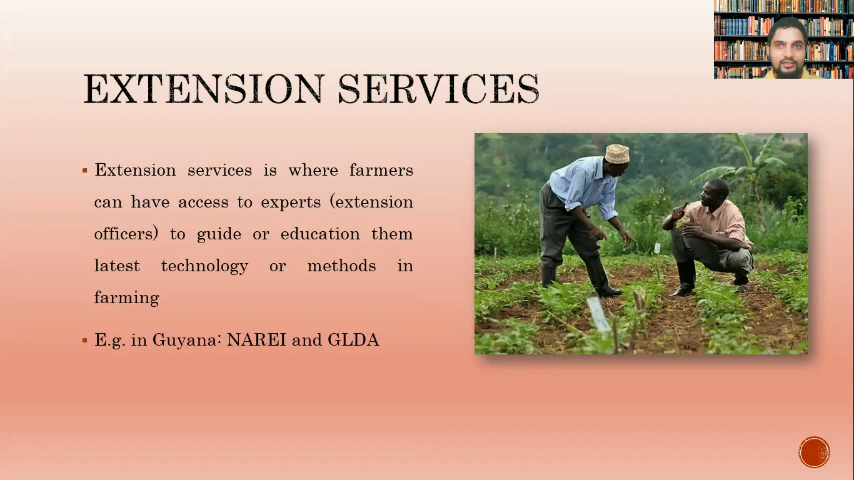 EXTENSION SERVICES
Extension services is where farmers
can have access to experts (extension
officers) to guide or education them
latest technology or methods in
farming
E.g. in Guyana: NAREI and GLDA